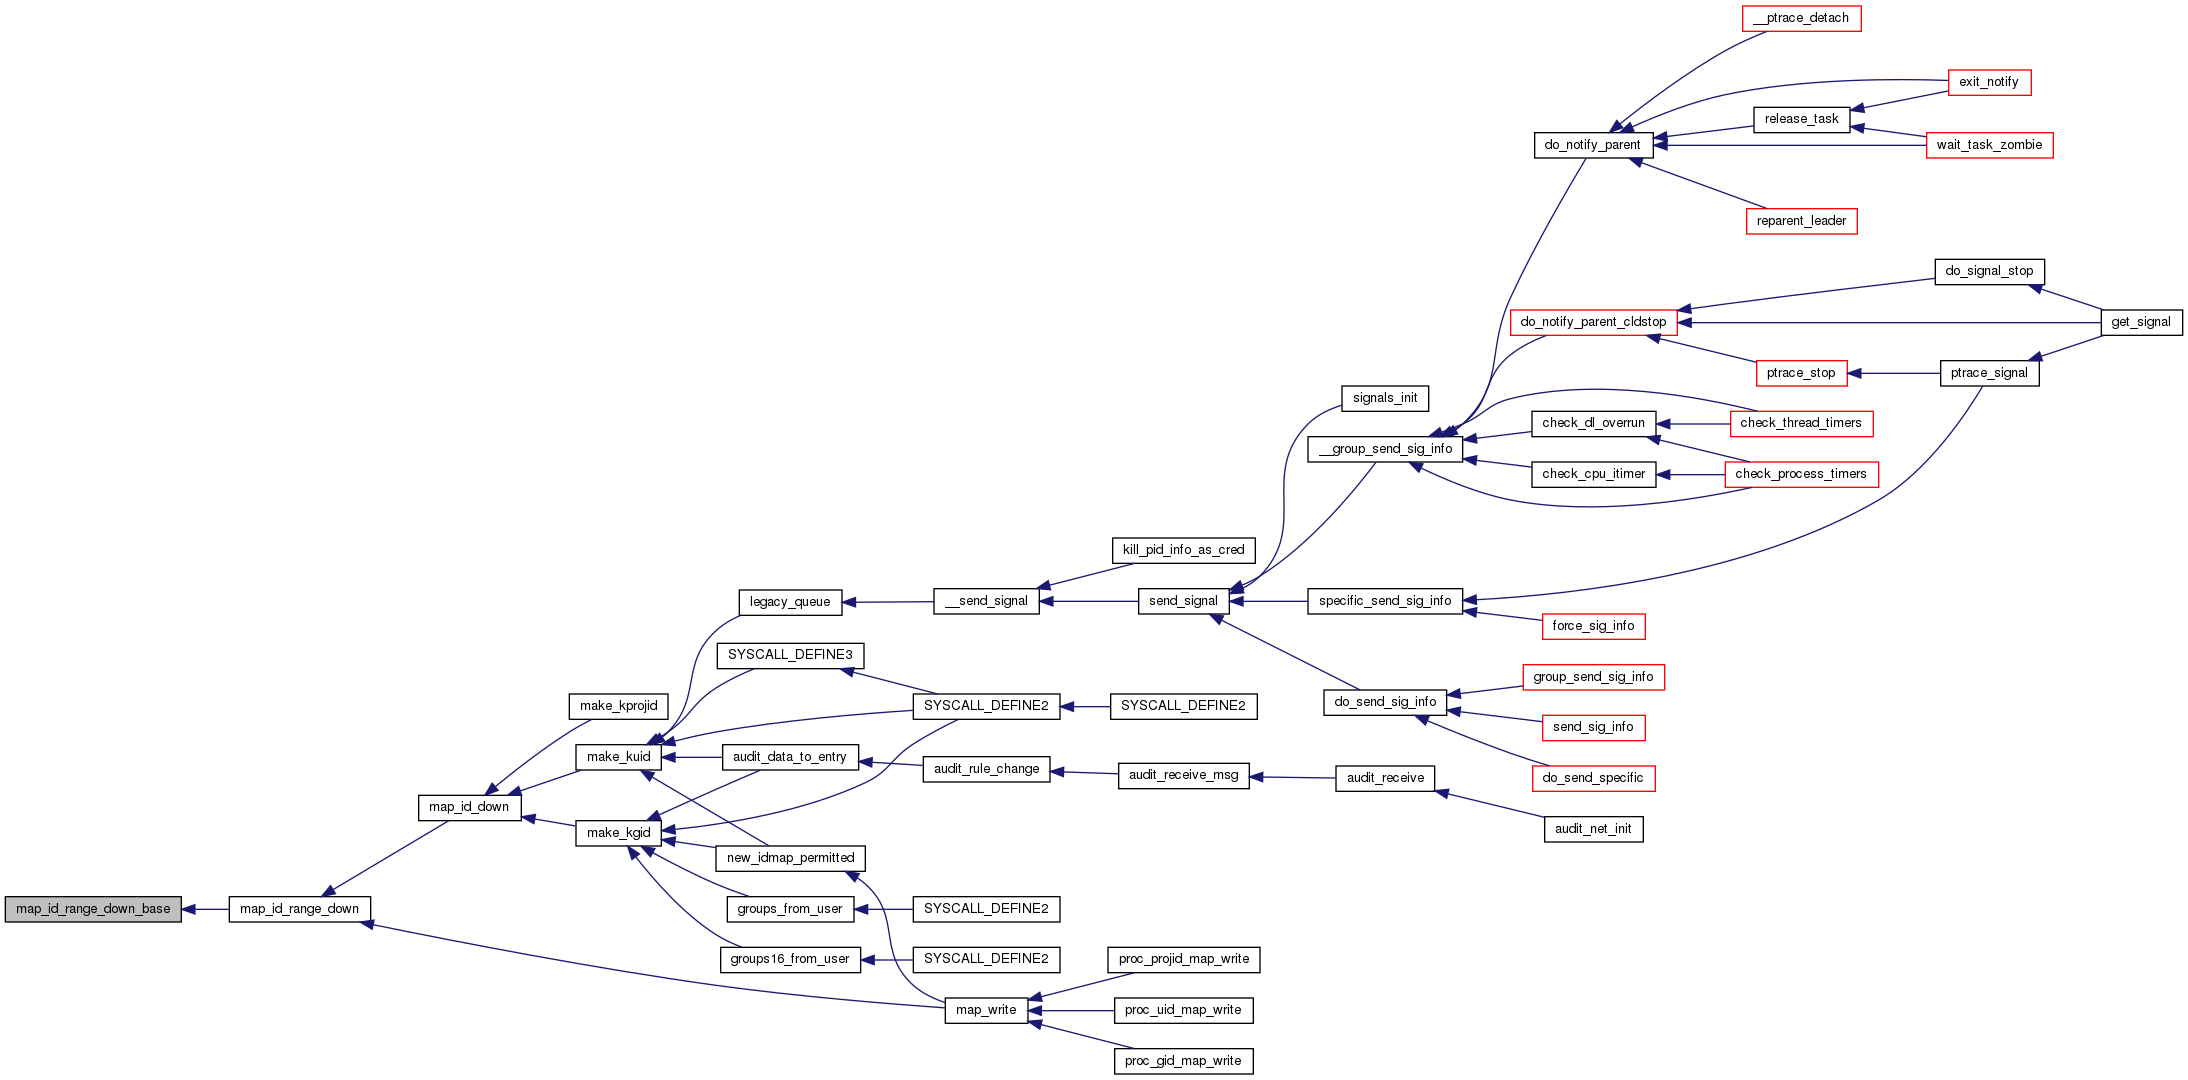 __ptrace_detach
exit_notify
release_task
do_notify_parent
wait_task_zombie
reparent_leader
do_signal_stop
do_notify_parent_cldstop
get_signal
ptrace_stop
ptrace_signal
signals_init
check_dl_overrun
check_thread_timers
__group_send_sig_info
check_cpu_itimer
check_process_timers
kill_pid_info_as_cred
legacy_queue
__send_signal
send_signal
specific_send_sig_info
force_sig_info
SYSCALL_DEFINE3
group_send_sig_info
make_kprojid
SYSCALL_DEFINE2
SYSCALL_DEFINE2
do_send_sig_info
send_sig_info
make_kuid
audit_data_to_entry
audit_rule_change
audit_receive_msg
audit_receive
do_send_specific
map_id_down
make_kgid
audit_net_init
new_idmap_permitted
map_id_range_down_base
map_id_range_down
groups_from_user
SYSCALL_DEFINE2
groups16_from_user
SYSCALL_DEFINE2
proc_projid_map_write
map_write
proc_uid_map_write
proc_gid_map_write